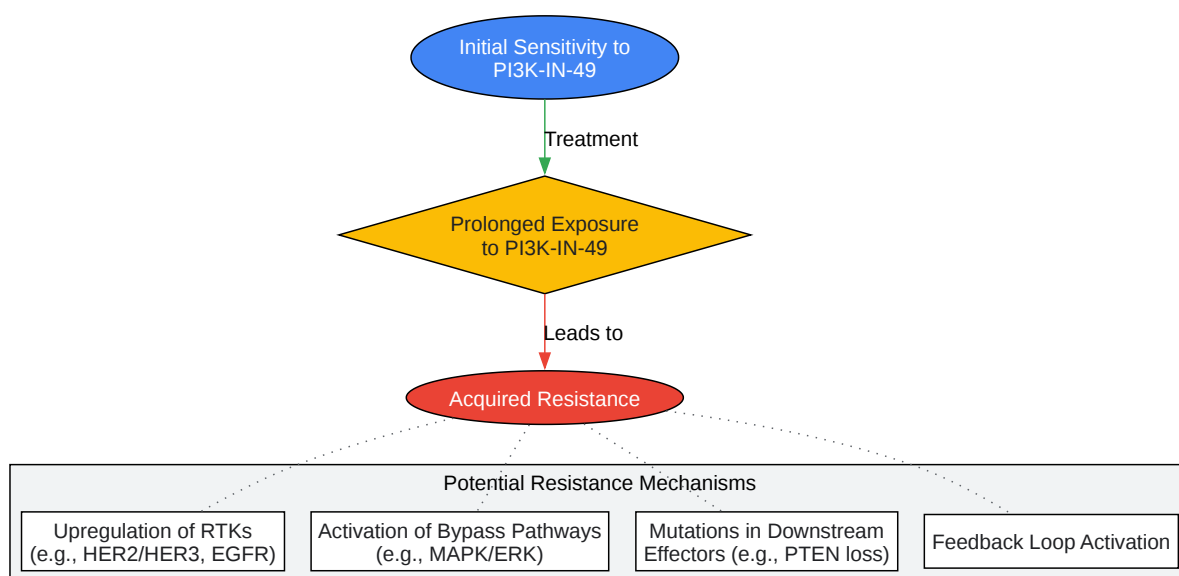 Initial Sensitivity to
PI3K-IN-49
Treatment
Prolonged Exposure
to PI3K-IN-49
Leads to
Acquired Resistance
Potential Resistance Mechanisms
Upregulation of RTKs
(e.g., HER2/HER3, EGFR)
Activation of Bypass Pathways
(e.g., MAPK/ERK)
Mutations in Downstream
Effectors (e.g., PTEN loss)
Feedback Loop Activation